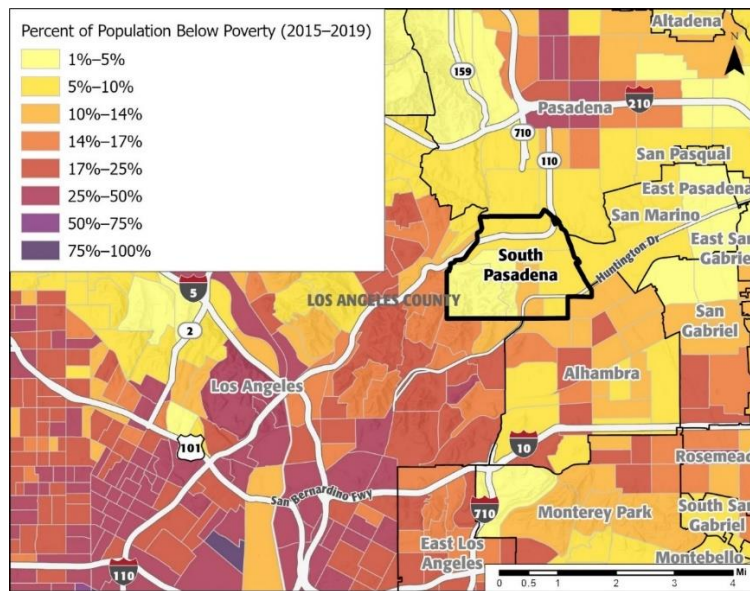 Percent of Population Below Poverty (2015–2019)
1%–5%
5%–10%
10%–14%
14%–17%
17%–25%
25%–50%
50%–75%
75%–100%
Altadena
N
159
Pasadena
210
710
110
San Pasqual
East Pasadena
San Marino
South
Pasadena
Huntington Dr
East San
Gabriel
5
LOS ANGELES COUNTY
2
San
Gabriel
Los Angeles
Alhambra
101
10
Rosemead
San Bernardino Fwy
710
Monterey Park
South San
Gabriel
East Los
Angeles
Montebello
110
Mi
0 0.5 1 2 3 4